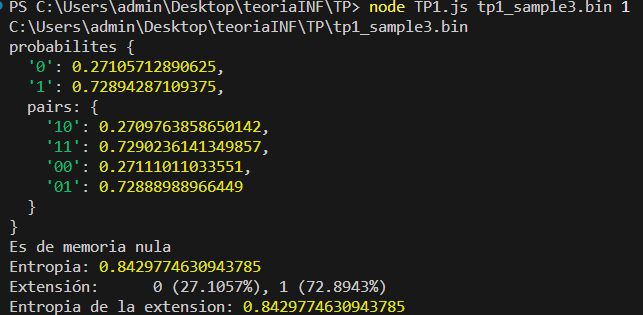 PS C:\Users\admin\Desktop\teoriaINF\TP> node TP1.js tp1_sample3.bin 1
C:\Users\admin\Desktop\teoriaINF\TP\tp1_sample3.bin
probabilites {
  '0': 0.27105712890625,
  '1': 0.72894287109375,
  pairs: {
    '10': 0.2709763858650142,
    '11': 0.7290236141349857,
    '00': 0.27111011033551,
    '01': 0.72888988966449
  }
}
Es de memoria nula
Entropia: 0.8429774630943785
Extensión:      0 (27.1057%), 1 (72.8943%)
Entropia de la extension: 0.8429774630943785